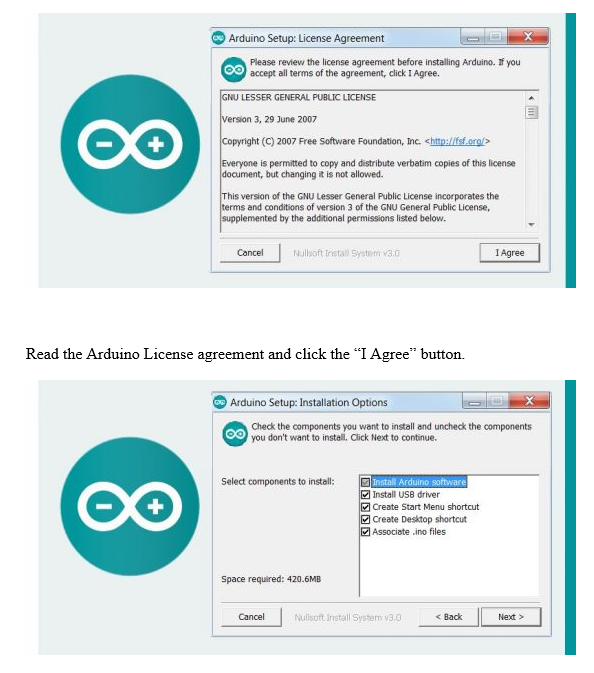 Arduino Setup: License Agreement
Please review the license agreement before installing Arduino. If you
accept all terms of the agreement, click I Agree.
GNU LESSER GENERAL PUBLIC LICENSE
Version 3, 29 June 2007
Copyright (C) 2007 Free Software Foundation, Inc. <http://fsf.org/>
Everyone is permitted to copy and distribute verbatim copies of this license
document, but changing it is not allowed.
This version of the GNU Lesser General Public License incorporates the
terms and conditions of version 3 of the GNU General Public License,
supplemented by the additional permissions listed below.
Cancel Nullsoft Install System v3.0 I Agree
Read the Arduino License agreement and click the “I Agree” button.
Arduino Setup: Installation Options
Check the components you want to install and uncheck the components
you don't want to install. Click Next to continue.
Select components to install: Install Arduino software
Install USB driver
Create Start Menu shortcut
Create Desktop shortcut
Associate .ino files
Space required: 420.6MB
Cancel Nullsoft Install System v3.0 < Back Next >